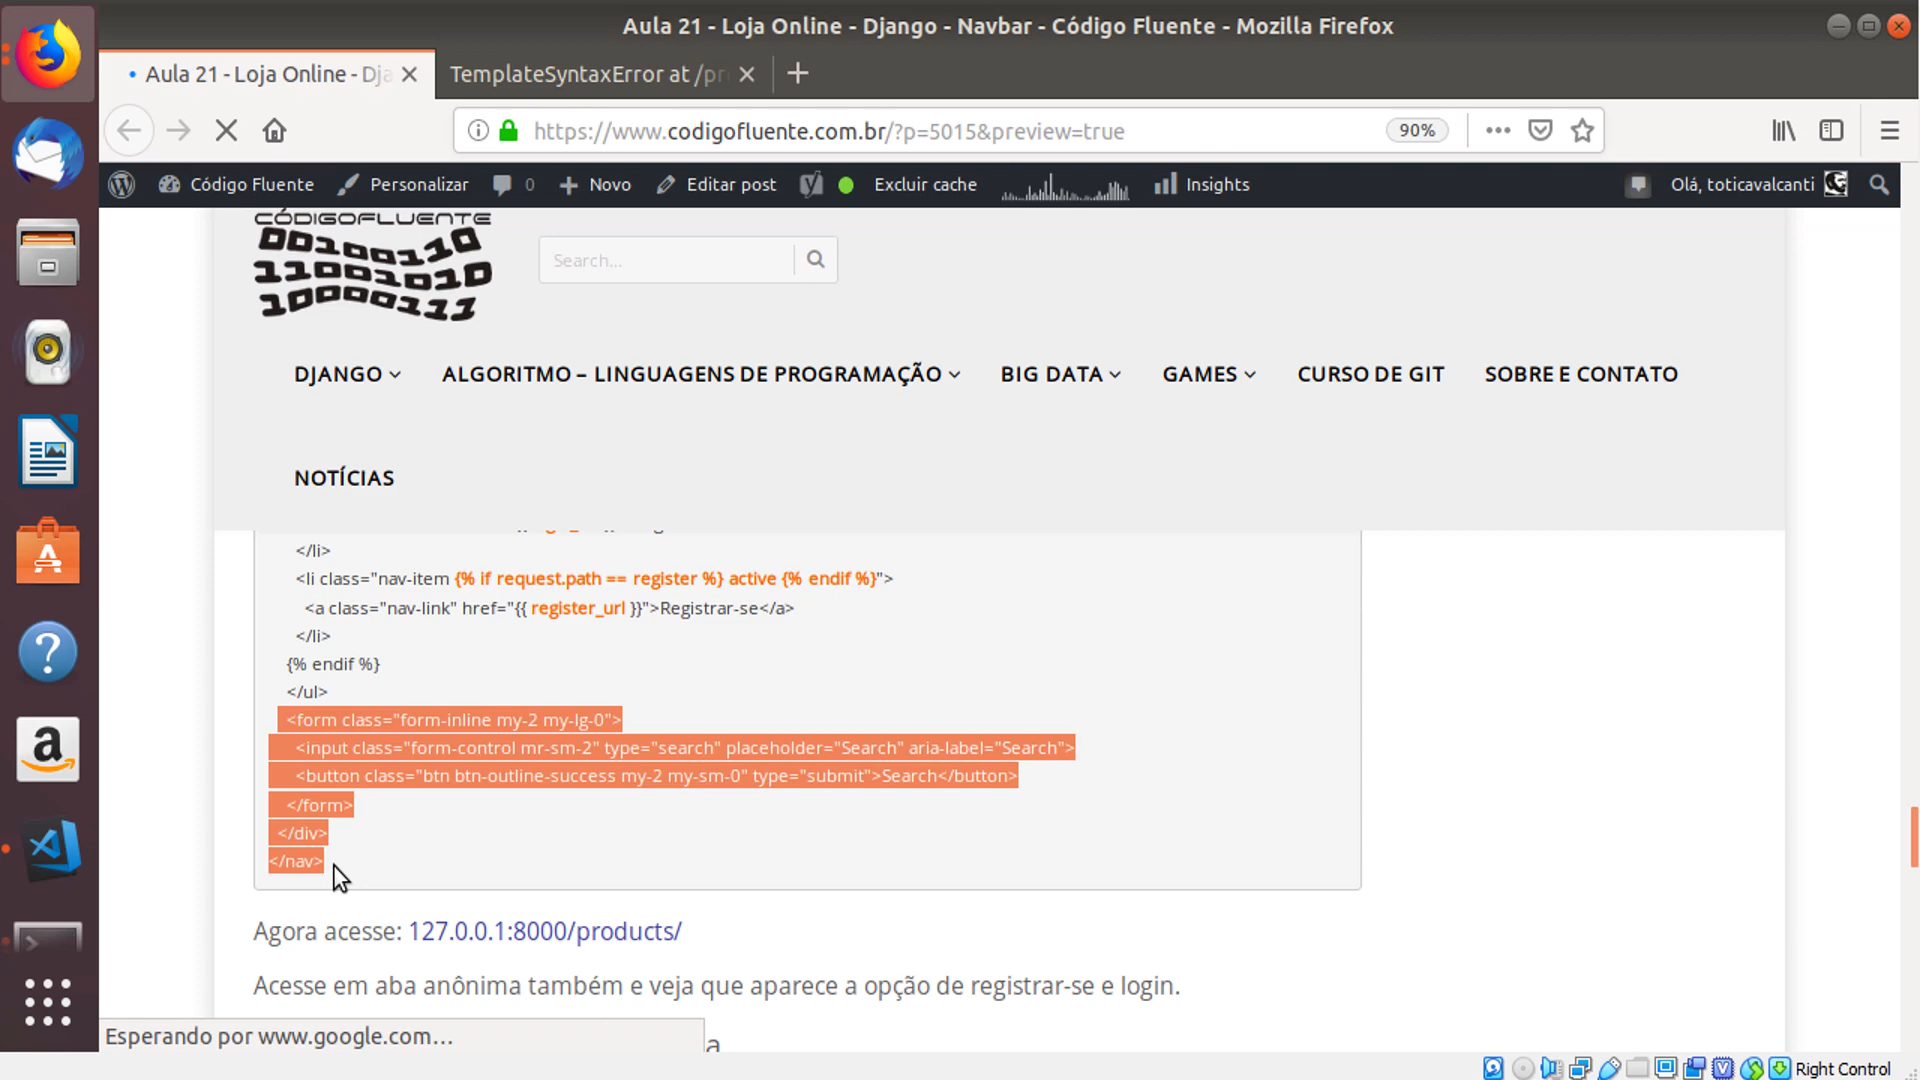 Aula 21 - Loja Online - Django - Navbar - Código Fluente - Mozilla Firefox
Aula 21 - Loja Online - Dja
TemplateSyntaxError at /pr
https://www.codigofluente.com.br/?p=5015&preview=true
90%
Código Fluente
Personalizar
0
Novo
Editar post
Excluir cache
Insights
Olá, toticavalcanti
CÓDIGOFLUENTE
00100110
11001010
10000111
Search...
DJANGO
ALGORITMO – LINGUAGENS DE PROGRAMAÇÃO
BIG DATA
GAMES
CURSO DE GIT
SOBRE E CONTATO
NOTÍCIAS
</li>
<li class="nav-item {% if request.path == register %} active {% endif %}">
<a class="nav-link" href="{{ register_url }}">Registrar-se</a>
</li>
{% endif %}
</ul>
<form class="form-inline my-2 my-lg-0">
<input class="form-control mr-sm-2" type="search" placeholder="Search" aria-label="Search">
<button class="btn btn-outline-success my-2 my-sm-0" type="submit">Search</button>
</form>
</div>
</nav>
Agora acesse: 127.0.0.1:8000/products/
Acesse em aba anônima também e veja que aparece a opção de registrar-se e login.
Esperando por www.google.com...
Right Control